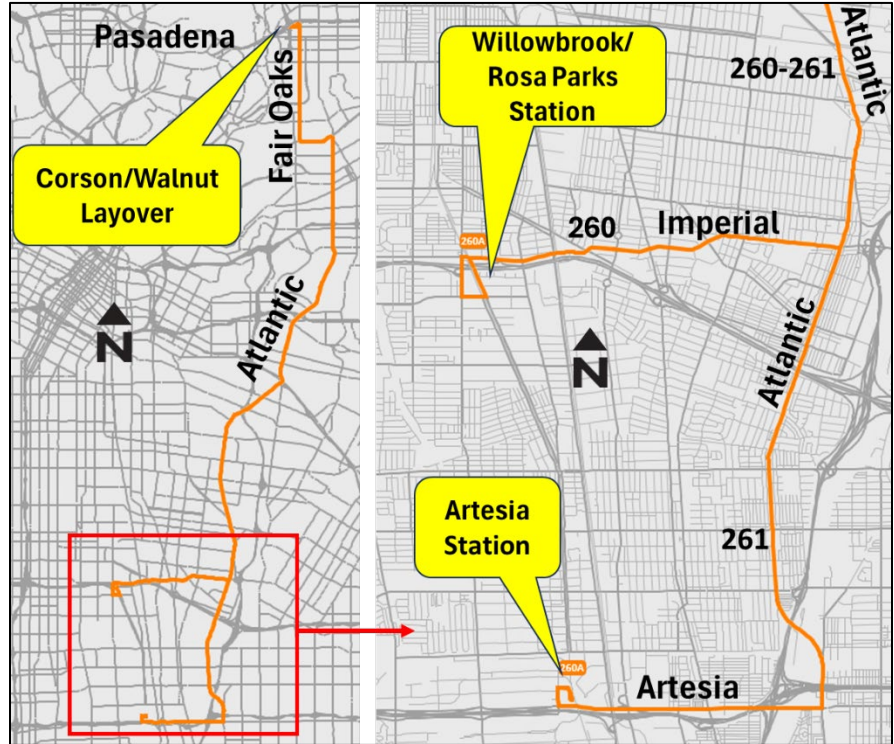 Pasadena
Fair Oaks
Corson/Walnut
Layover
N
Atlantic
Willowbrook/
Rosa Parks
Station
Atlantic
260-261
260
Imperial
260A
N
Atlantic
Artesia
Station
261
260A
Artesia